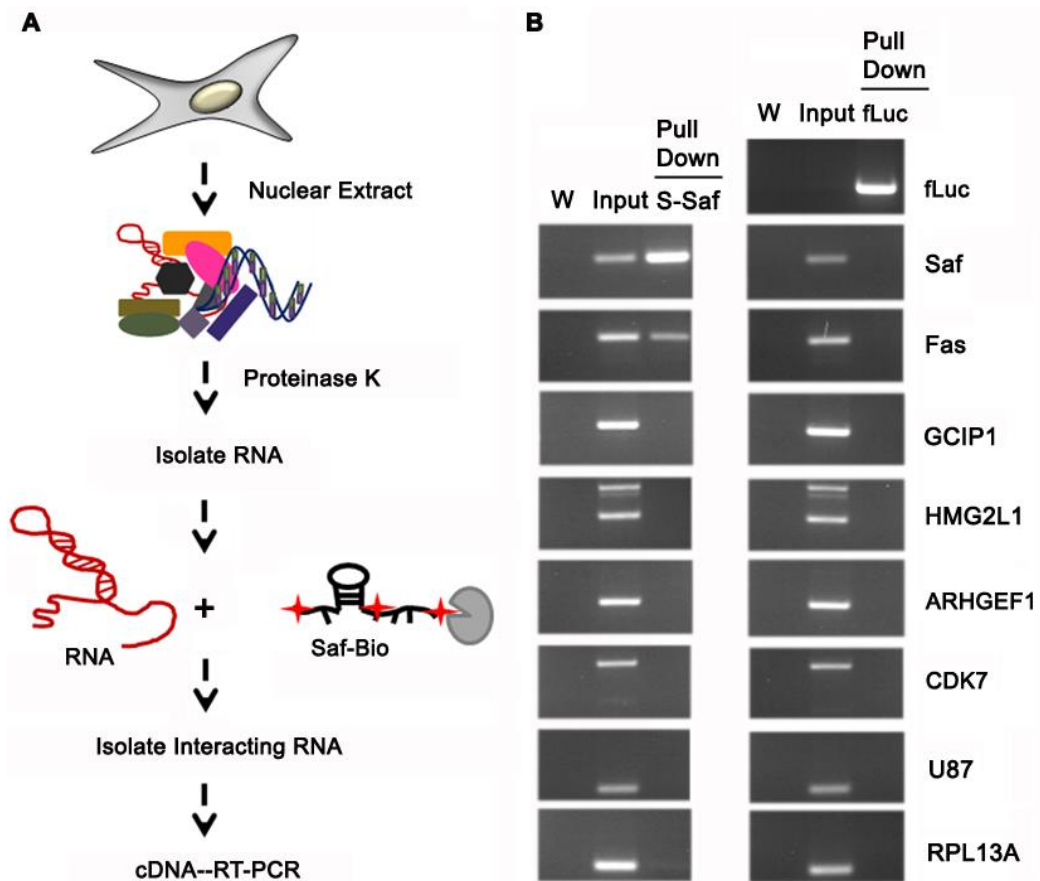 A
Nuclear Extract
Proteinase K
Isolate RNA
RNA
+
Saf-Bio
Isolate Interacting RNA
cDNA--RT-PCR
B
Pull
Down
W Input S-Saf
Pull
Down
W Input fLuc
fLuc
Saf
Fas
GCIP1
HMG2L1
ARHGEF1
CDK7
U87
RPL13A